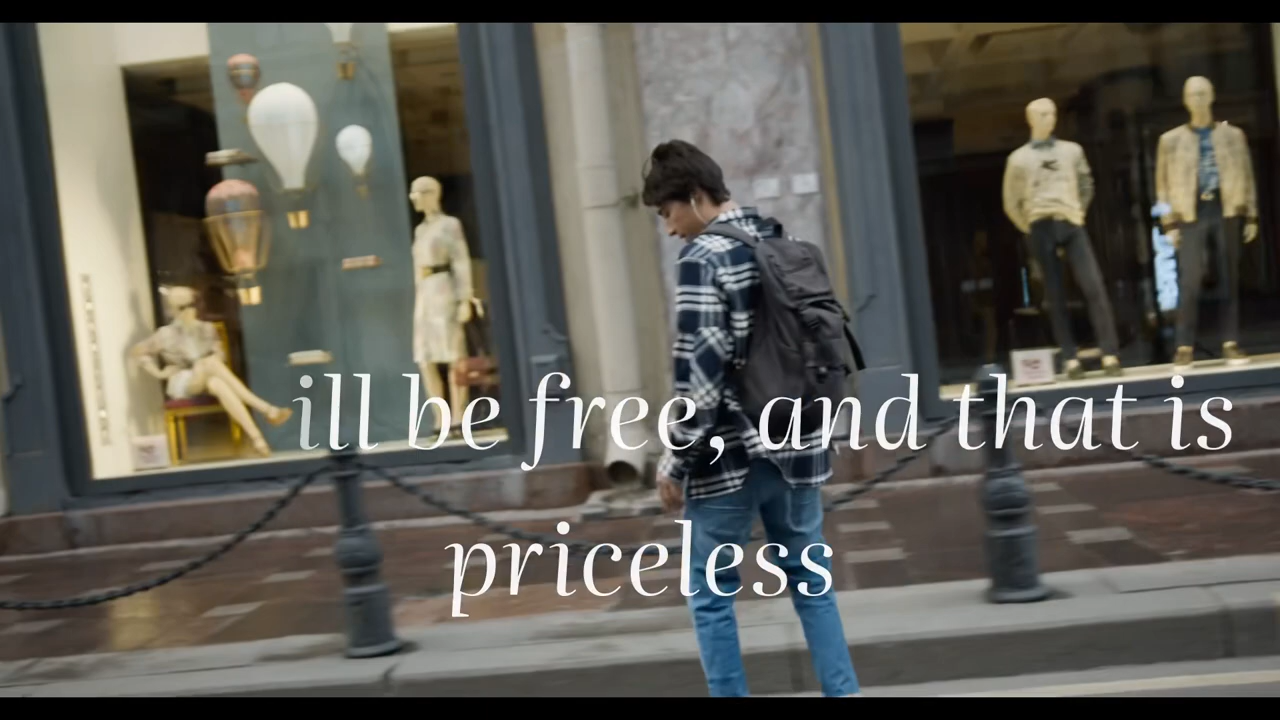 ill be free, and that is
priceless